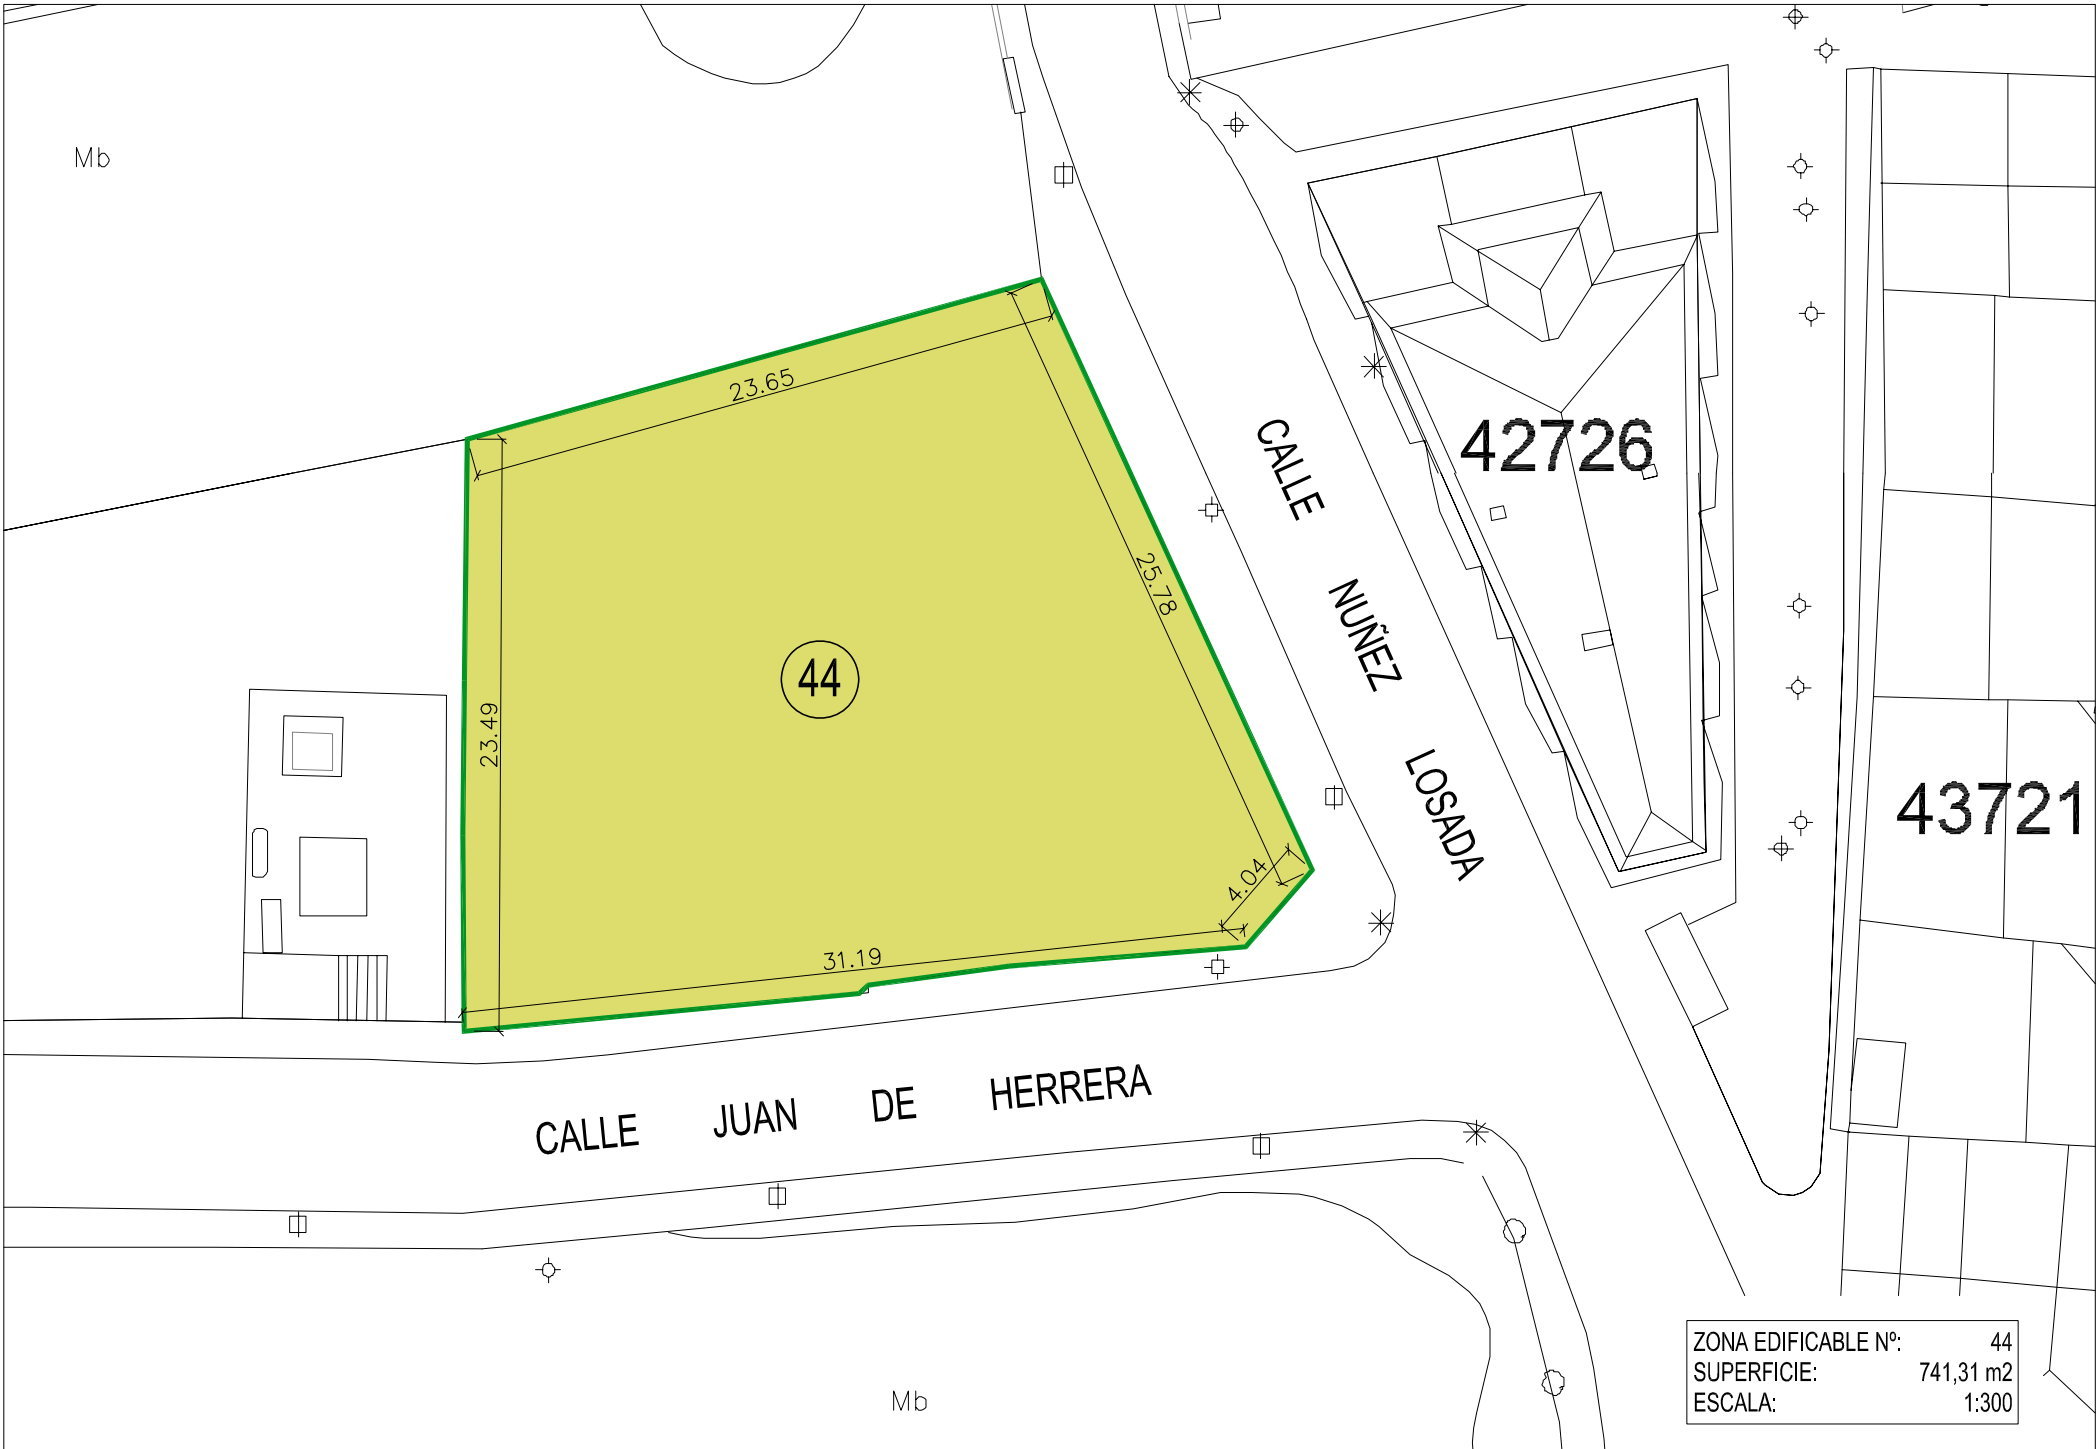 Mb
23.65
CALLE NUÑEZ LOSADA
42726
25.78
44
23.49
43721
4.04
31.19
CALLE JUAN DE HERRERA
Mb
ZONA EDIFICABLE Nº: 44
SUPERFICIE: 741,31 m2
ESCALA: 1:300